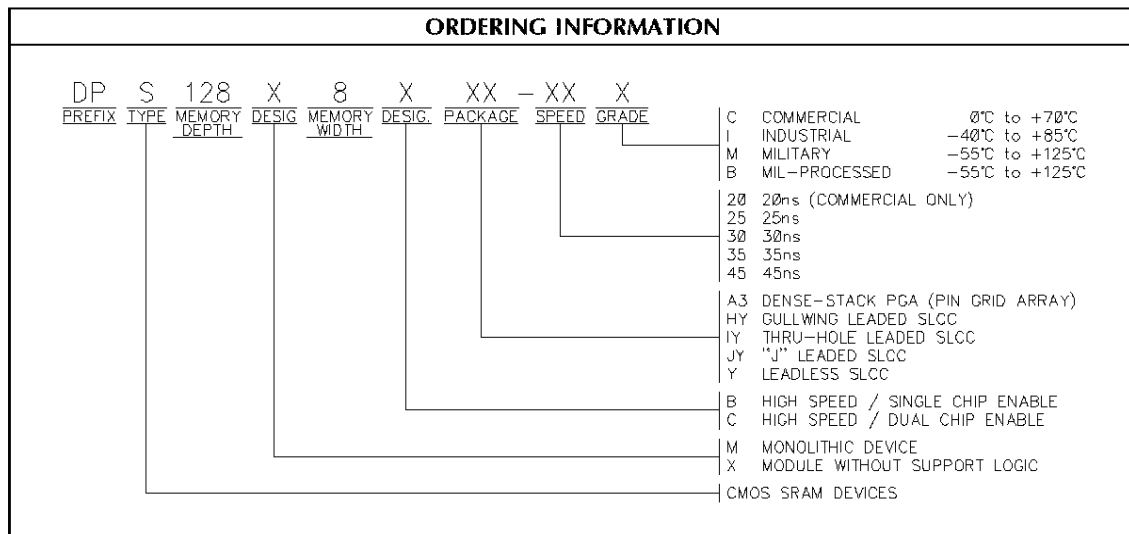 ORDERING INFORMATION
DP S 128 X 8 X XX – XX X
PREFIX TYPE MEMORY DEPTH DESIG MEMORY WIDTH DESIG. PACKAGE SPEED GRADE
C COMMERCIAL 0°C to +70°C
I INDUSTRIAL −40°C to +85°C
M MILITARY −55°C to +125°C
B MIL–PROCESSED −55°C to +125°C
20 20ns (COMMERCIAL ONLY)
25 25ns
30 30ns
35 35ns
45 45ns
A3 DENSE–STACK PGA (PIN GRID ARRAY)
HY GULLWING LEADED SLCC
IY THRU–HOLE LEADED SLCC
JY "J" LEADED SLCC
Y LEADLESS SLCC
B HIGH SPEED / SINGLE CHIP ENABLE
C HIGH SPEED / DUAL CHIP ENABLE
M MONOLITHIC DEVICE
X MODULE WITHOUT SUPPORT LOGIC
CMOS SRAM DEVICES